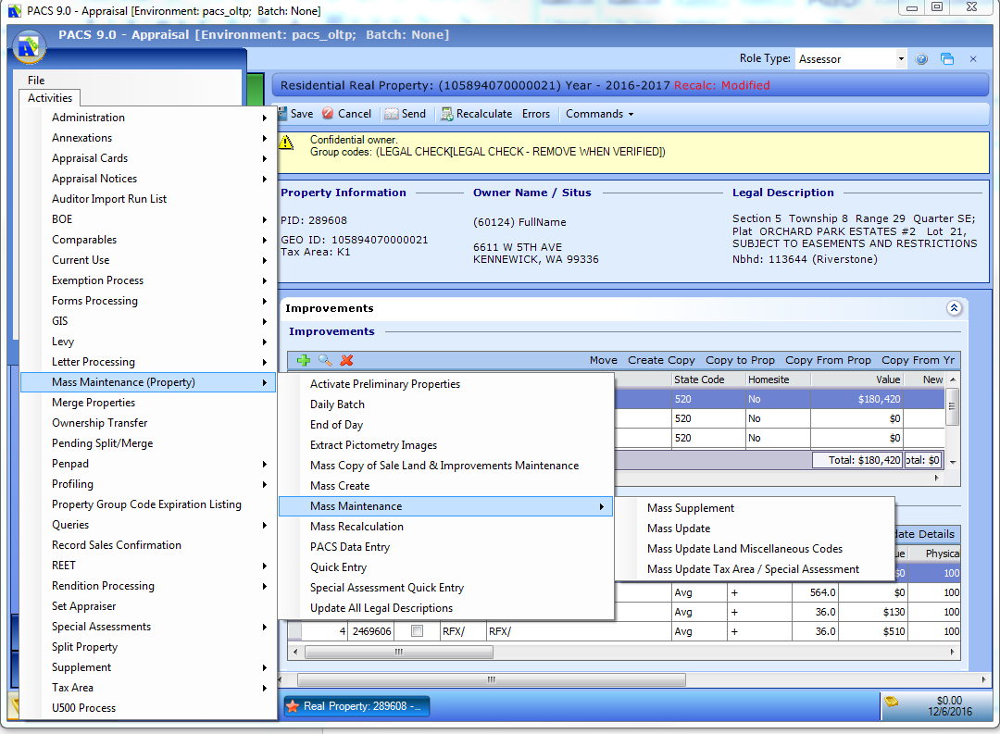 PACS 9.0 - Appraisal [Environment: pacs_oltp;  Batch: None]
PACS 9.0 - Appraisal [Environment: pacs_oltp;  Batch: None]
Role Type: Assessor
File
Activities
Residential Real Property: (105894070000021) Year - 2016-2017 Recalc: Modified
Save Cancel Send Recalculate Errors Commands
Confidential owner.
Group codes: (LEGAL CHECK[LEGAL CHECK - REMOVE WHEN VERIFIED])
Administration
Annexations
Appraisal Cards
Appraisal Notices
Auditor Import Run List
BOE
Comparables
Current Use
Exemption Process
Forms Processing
GIS
Levy
Letter Processing
Mass Maintenance (Property)
Merge Properties
Ownership Transfer
Pending Split/Merge
Penpad
Profiling
Property Group Code Expiration Listing
Queries
Record Sales Confirmation
REET
Rendition Processing
Set Appraiser
Special Assessments
Split Property
Supplement
Tax Area
U500 Process
Property Information
PID: 289608
GEO ID: 105894070000021
Tax Area: K1
Owner Name / Situs
(60124) FullName
6611 W 5TH AVE
KENNEWICK, WA 99336
Legal Description
Section 5  Township 8  Range 29  Quarter SE;
Plat  ORCHARD PARK ESTATES #2  Lot  21,
SUBJECT TO EASEMENTS AND RESTRICTIONS
Nbhd: 113644 (Riverstone)
Improvements
Improvements
Move Create Copy Copy to Prop Copy From Prop Copy From Yr
State Code Homesite Value New
520 No $180,420
520 No $0
520 No $0
Total: $180,420 otal: $0
Activate Preliminary Properties
Daily Batch
End of Day
Extract Pictometry Images
Mass Copy of Sale Land & Improvements Maintenance
Mass Create
Mass Maintenance
Mass Recalculation
PACS Data Entry
Quick Entry
Special Assessment Quick Entry
Update All Legal Descriptions
Mass Supplement
Mass Update
Mass Update Land Miscellaneous Codes
Mass Update Tax Area / Special Assessment
date Details
ue Physica
$0 100
Avg + 564.0 $0 100
Avg + 36.0 $130 100
4 2469606 RFX/ RFX/ Avg + 36.0 $510 100
Real Property: 289608 -...
$0.00
12/6/2016